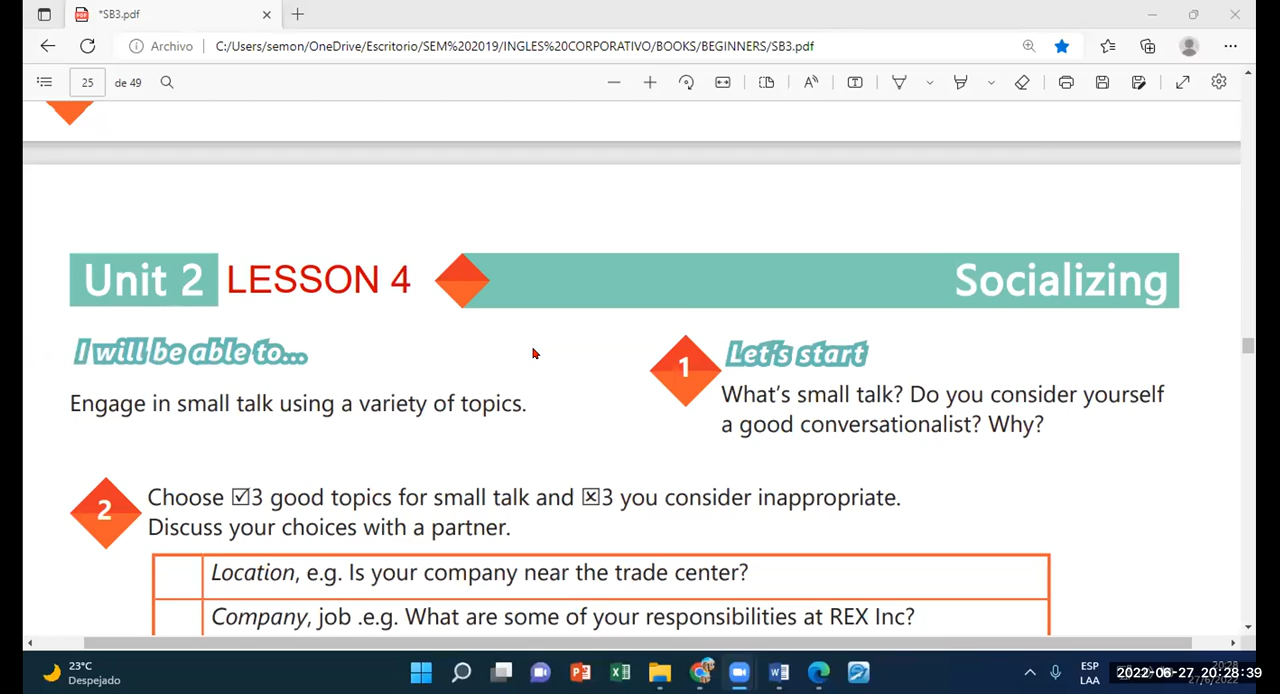 *SB3.pdf
Archivo
C:/Users/semon/OneDrive/Escritorio/SEM%202019/INGLES%20CORPORATIVO/BOOKS/BEGINNERS/SB3.pdf
25
de 49
Unit 2
LESSON 4
Socializing
I will be able to...
Engage in small talk using a variety of topics.
1
Let's start
What's small talk? Do you consider yourself
a good conversationalist? Why?
2
Choose ☑3 good topics for small talk and ☒3 you consider inappropriate.
Discuss your choices with a partner.
Location, e.g. Is your company near the trade center?
Company, job .e.g. What are some of your responsibilities at REX Inc?
23°C
Despejado
ESP
LAA
2022-06-27 20:28:39